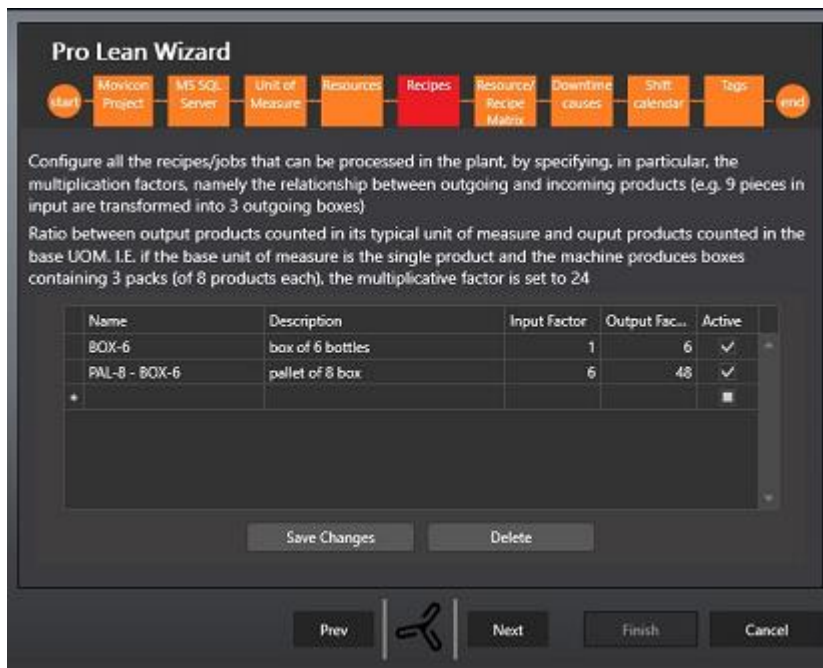 Pro Lean Wizard
start
Movicon
Project
MS SQL
Server
Unit of
Measure
Resources
Recipes
Resource/
Recipe
Matrix
Downtime
causes
Shift
calendar
Tags
end
Configure all the recipes/jobs that can be processed in the plant, by specifying, in particular, the
multiplication factors, namely the relationship between outgoing and incoming products (e.g. 9 pieces in
input are transformed into 3 outgoing boxes)
Ratio between output products counted in its typical unit of measure and ouput products counted in the
base UOM. I.E. if the base unit of measure is the single product and the machine produces boxes
containing 3 packs (of 8 products each), the multiplicative factor is set to 24
Name Description Input Factor Output Fac... Active
BOX-6 box of 6 bottles 1 6
PAL-8 - BOX-6 pallet of 8 box 6 48
Save Changes Delete
Prev Next Finish Cancel